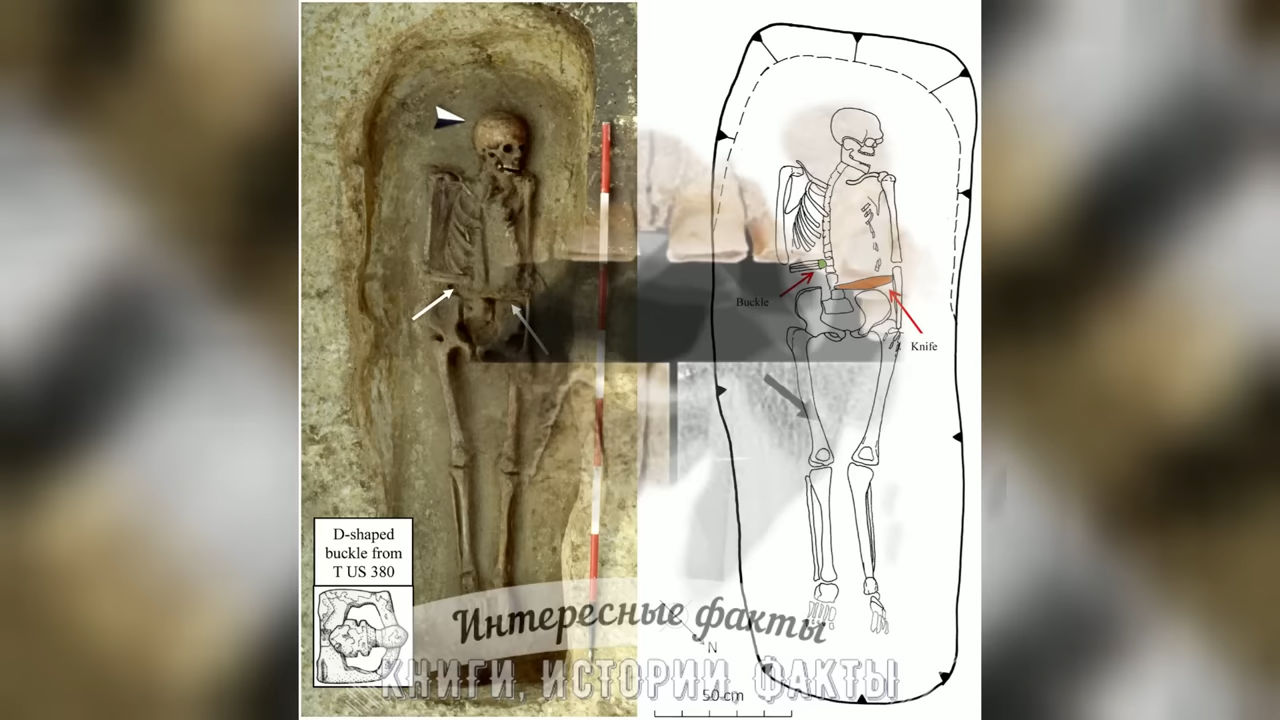 Buckle
Knife
D-shaped
buckle from
T US 380
Интересные факты
N
КНИГИ, ИСТОРИИ, ФАКТЫ
50 cm